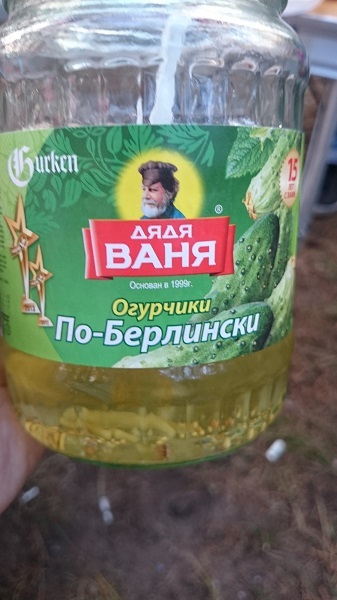 Gurken
15
ДЯДЯ
ВАНЯ
®
Основан в 1999г.
Огурчики
По-Берлински